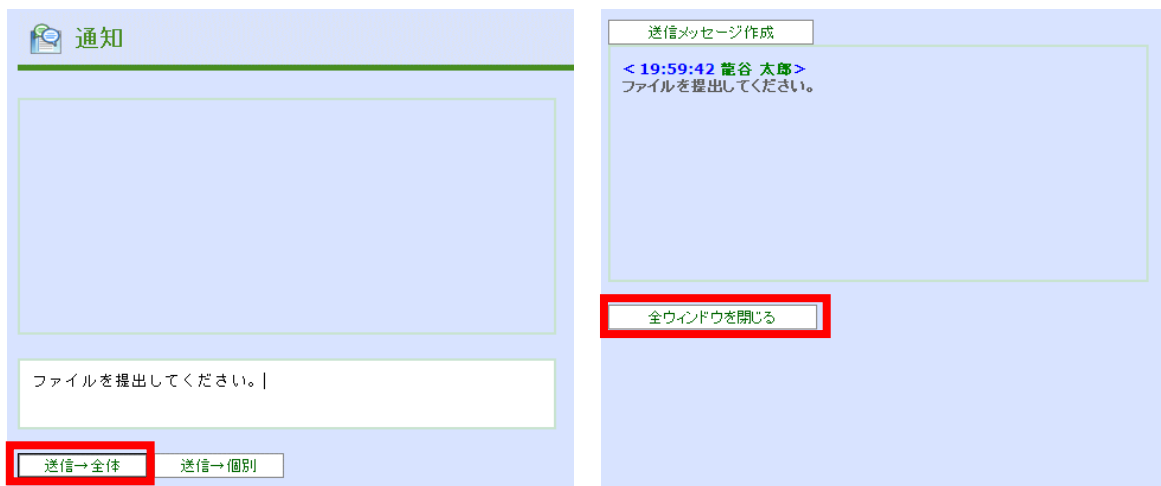 通知
ファイルを提出してください。
送信→全体
送信→個別
送信メッセージ作成
< 19:59:42 龍谷 太郎>
ファイルを提出してください。
全ウィンドウを閉じる